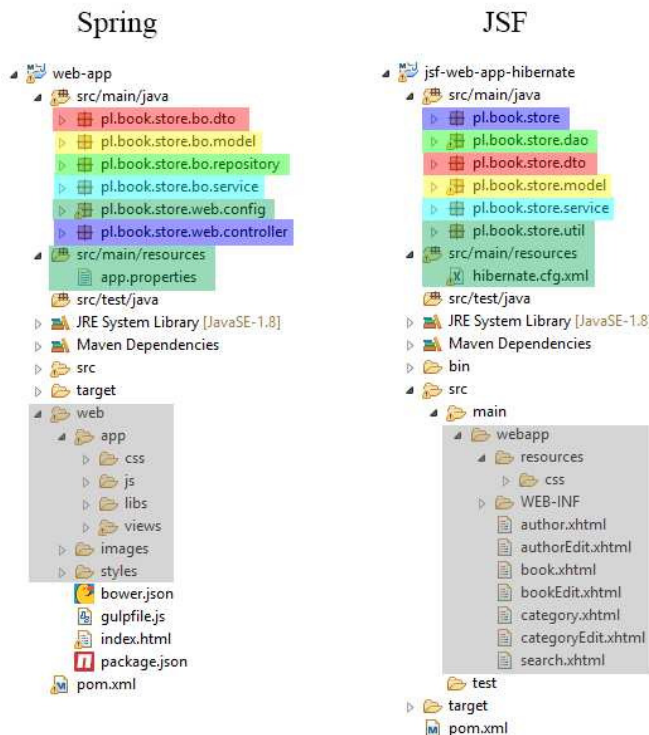 Spring
web-app
src/main/java
pl.book.store.bo.dto
pl.book.store.bo.model
pl.book.store.bo.repository
pl.book.store.bo.service
pl.book.store.web.config
pl.book.store.web.controller
src/main/resources
app.properties
src/test/java
JRE System Library [JavaSE-1.8]
Maven Dependencies
src
target
web
app
css
js
libs
views
images
styles
bower.json
gulpfile.js
index.html
package.json
pom.xml
JSF
jsf-web-app-hibernate
src/main/java
pl.book.store
pl.book.store.dao
pl.book.store.dto
pl.book.store.model
pl.book.store.service
pl.book.store.util
src/main/resources
hibernate.cfg.xml
src/test/java
JRE System Library [JavaSE-1.8]
Maven Dependencies
bin
src
main
webapp
resources
css
WEB-INF
author.xhtml
authorEdit.xhtml
book.xhtml
bookEdit.xhtml
category.xhtml
categoryEdit.xhtml
search.xhtml
test
target
pom.xml